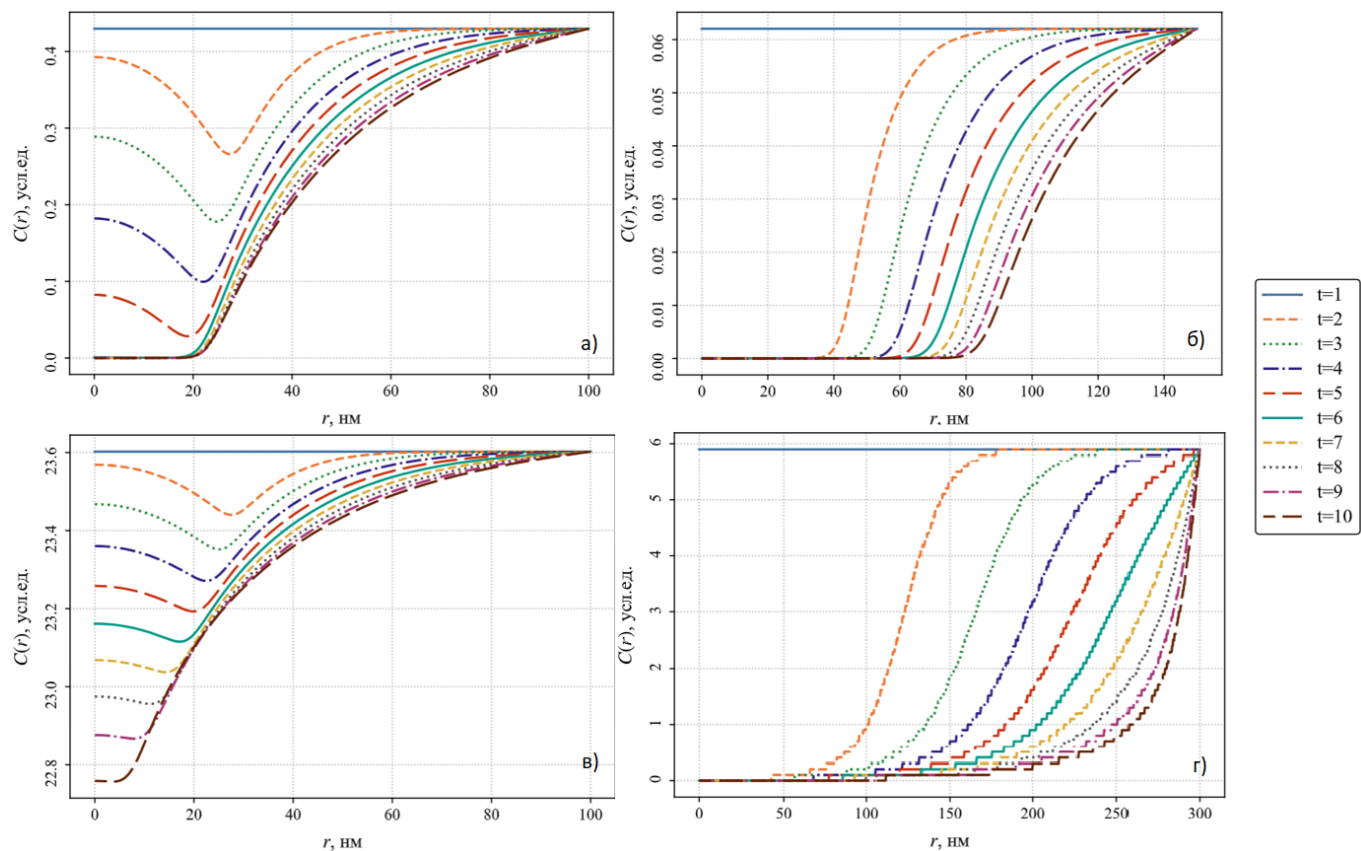 C(r), усл.ед.
0.4
0.3
0.2
0.1
0.0
а)
0 20 40 60 80 100
r, нм
C(r), усл.ед.
0.06
0.05
0.04
0.03
0.02
0.01
0.00
б)
0 20 40 60 80 100 120 140
r, нм
C(r), усл.ед.
23.6
23.4
23.2
23.0
22.8
в)
0 20 40 60 80 100
r, нм
C(r), усл.ед.
6
5
4
3
2
1
0
г)
0 50 100 150 200 250 300
r, нм
t=1
t=2
t=3
t=4
t=5
t=6
t=7
t=8
t=9
t=10